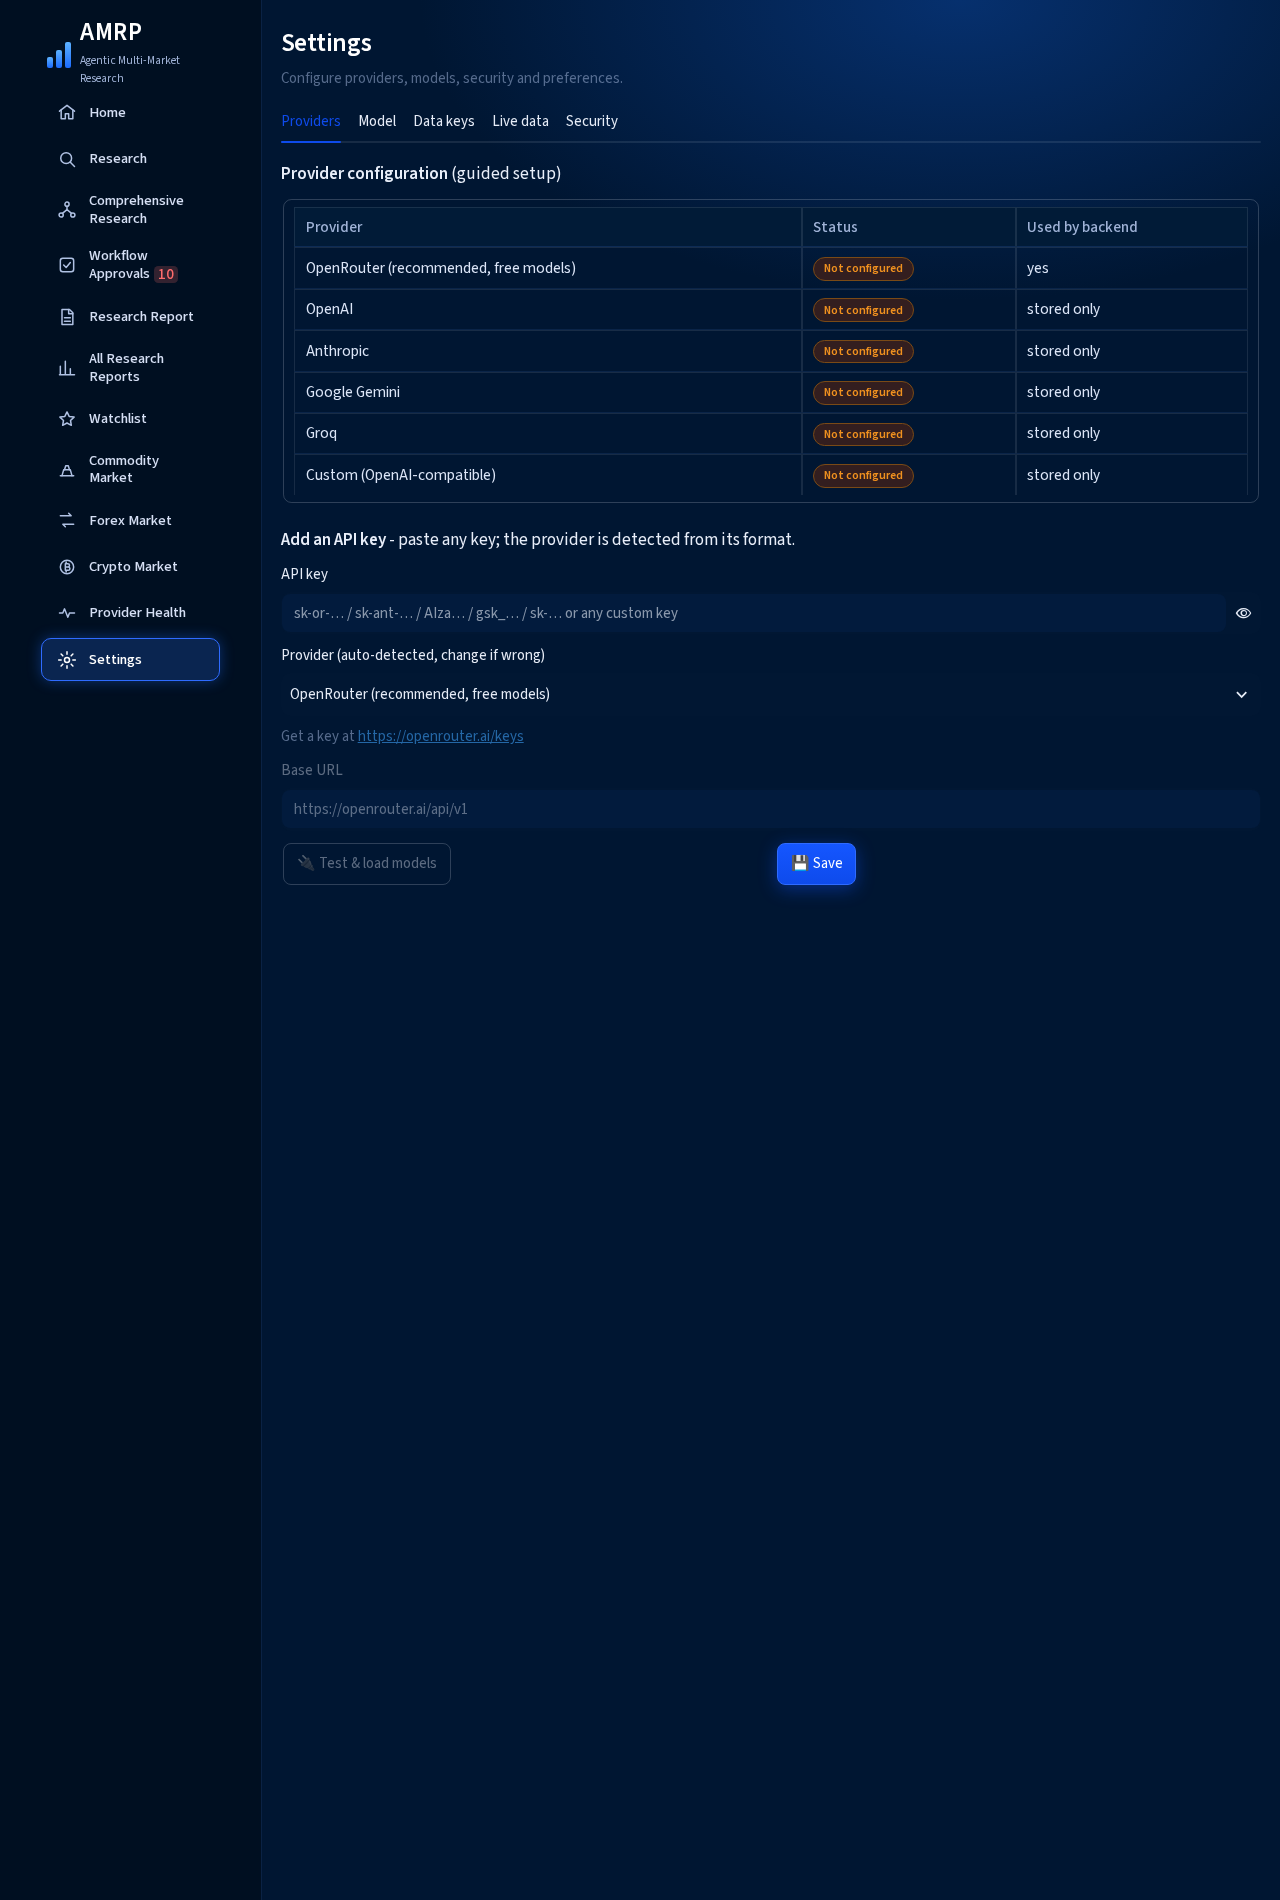 AMRP
Agentic Multi-Market
Research
Home
Research
Comprehensive
Research
Workflow
Approvals 10
Research Report
All Research
Reports
Watchlist
Commodity
Market
Forex Market
Crypto Market
Provider Health
Settings
Settings
Configure providers, models, security and preferences.
Providers Model Data keys Live data Security
Provider configuration (guided setup)
Provider Status Used by backend
OpenRouter (recommended, free models) Not configured yes
OpenAI Not configured stored only
Anthropic Not configured stored only
Google Gemini Not configured stored only
Groq Not configured stored only
Custom (OpenAI-compatible) Not configured stored only
Add an API key - paste any key; the provider is detected from its format.
API key
sk-or-… / sk-ant-… / AIza… / gsk_… / sk-… or any custom key
Provider (auto-detected, change if wrong)
OpenRouter (recommended, free models)
Get a key at https://openrouter.ai/keys
Base URL
https://openrouter.ai/api/v1
🔌 Test & load models 💾 Save